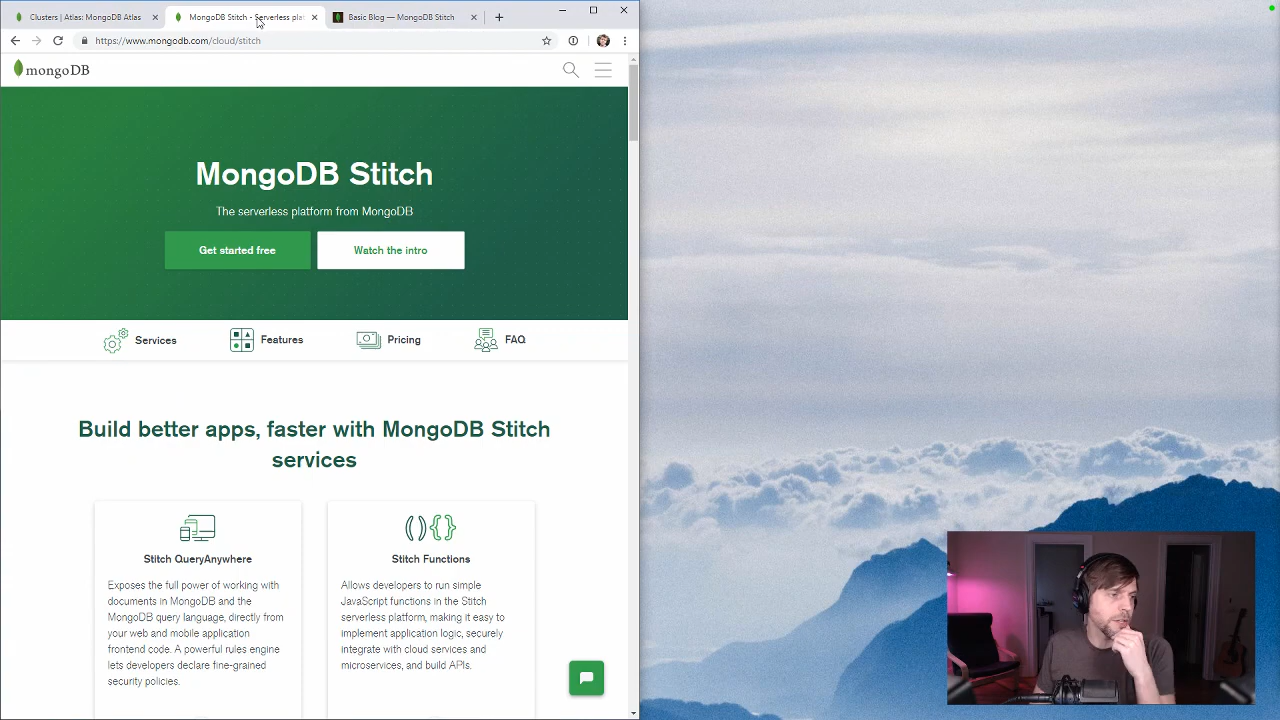 Clusters | Atlas: MongoDB Atlas
MongoDB Stitch - Serverless plat
Basic Blog — MongoDB Stitch
https://www.mongodb.com/cloud/stitch
mongoDB
MongoDB Stitch
The serverless platform from MongoDB
Get started free
Watch the intro
Services
Features
Pricing
FAQ
Build better apps, faster with MongoDB Stitch
services
Stitch QueryAnywhere
Exposes the full power of working with
documents in MongoDB and the
MongoDB query language, directly from
your web and mobile application
frontend code. A powerful rules engine
lets developers declare fine-grained
security policies.
(){}
Stitch Functions
Allows developers to run simple
JavaScript functions in the Stitch
serverless platform, making it easy to
implement application logic, securely
integrate with cloud services and
microservices, and build APIs.